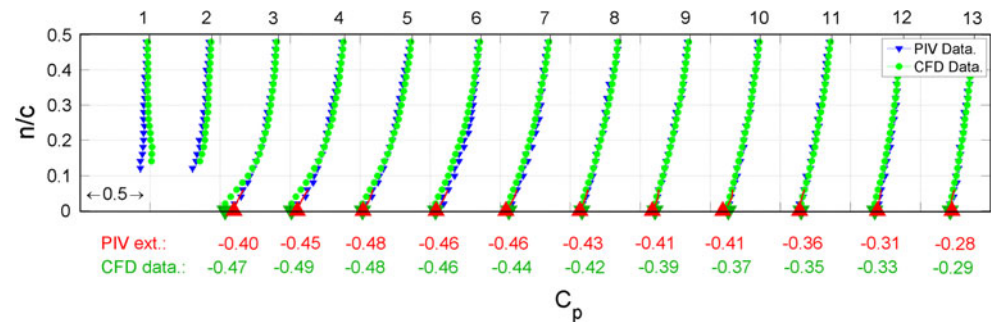 1 2 3 4 5 6 7 8 9 10 11 12 13
0.5
PIV Data.
CFD Data.
0.4
0.3
n/c
0.2
0.1
←0.5→
0
PIV ext.: -0.40 -0.45 -0.48 -0.46 -0.46 -0.43 -0.41 -0.41 -0.36 -0.31 -0.28
CFD data.: -0.47 -0.49 -0.48 -0.46 -0.44 -0.42 -0.39 -0.37 -0.35 -0.33 -0.29
Cp